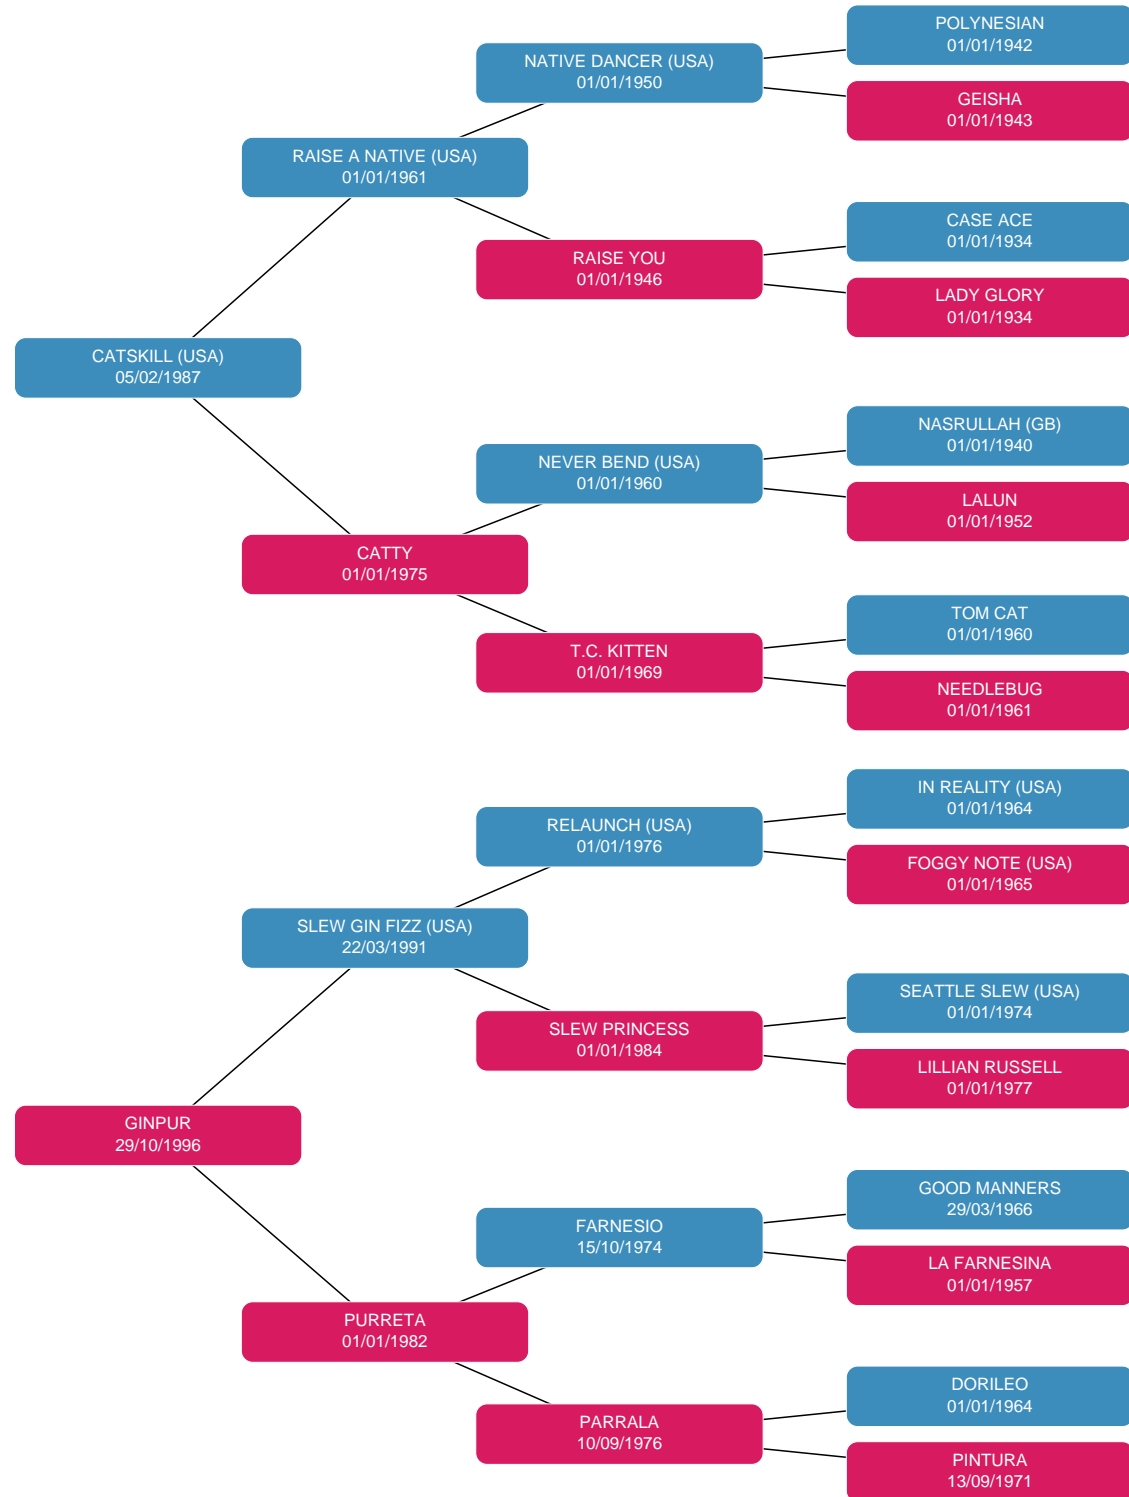 POLYNESIAN
01/01/1942
NATIVE DANCER (USA)
01/01/1950
GEISHA
01/01/1943
RAISE A NATIVE (USA)
01/01/1961
CASE ACE
01/01/1934
RAISE YOU
01/01/1946
LADY GLORY
01/01/1934
CATSKILL (USA)
05/02/1987
NASRULLAH (GB)
01/01/1940
NEVER BEND (USA)
01/01/1960
LALUN
01/01/1952
CATTY
01/01/1975
TOM CAT
01/01/1960
T.C. KITTEN
01/01/1969
NEEDLEBUG
01/01/1961
IN REALITY (USA)
01/01/1964
RELAUNCH (USA)
01/01/1976
FOGGY NOTE (USA)
01/01/1965
SLEW GIN FIZZ (USA)
22/03/1991
SEATTLE SLEW (USA)
01/01/1974
SLEW PRINCESS
01/01/1984
LILLIAN RUSSELL
01/01/1977
GINPUR
29/10/1996
GOOD MANNERS
29/03/1966
FARNESIO
15/10/1974
LA FARNESINA
01/01/1957
PURRETA
01/01/1982
DORILEO
01/01/1964
PARRALA
10/09/1976
PINTURA
13/09/1971